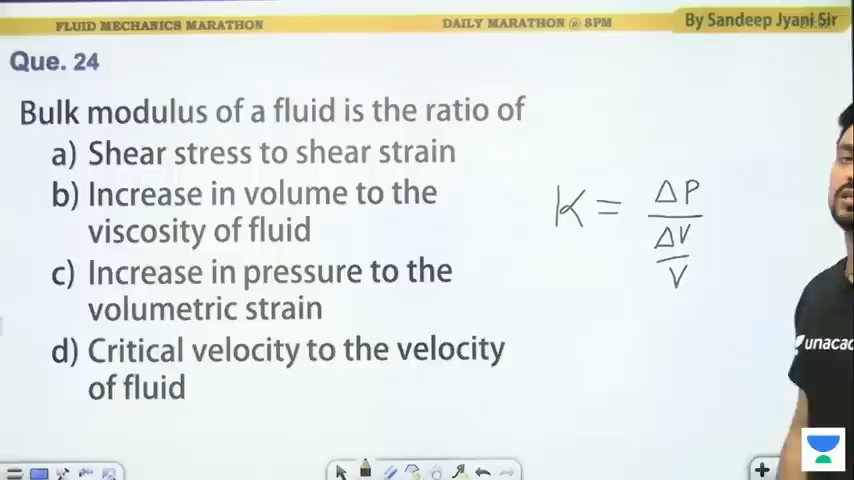 FLUID MECHANICS MARATHON
DAILY MARATHON @ 8PM
By Sandeep Jyani Sir
Que. 24
Bulk modulus of a fluid is the ratio of
a) Shear stress to shear strain
b) Increase in volume to the
viscosity of fluid
c) Increase in pressure to the
volumetric strain
d) Critical velocity to the velocity
of fluid
K = ΔP
ΔV
V
unacad